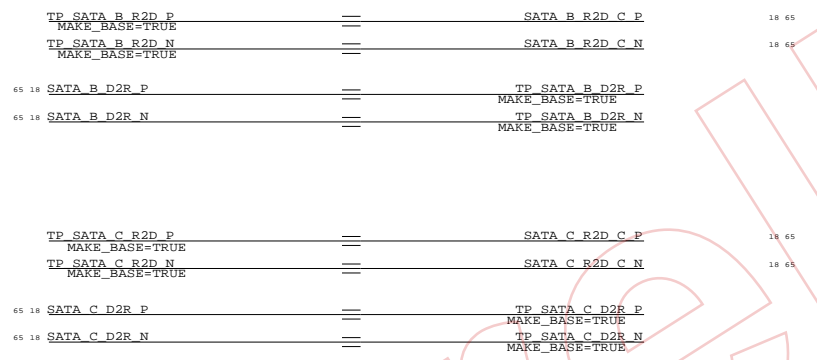 TP_SATA_B_R2D_P SATA_B_R2D_C_P 18 65
MAKE_BASE=TRUE
TP_SATA_B_R2D_N SATA_B_R2D_C_N 18 65
MAKE_BASE=TRUE
65 18 SATA_B_D2R_P TP_SATA_B_D2R_P
MAKE_BASE=TRUE
65 18 SATA_B_D2R_N TP_SATA_B_D2R_N
MAKE_BASE=TRUE
TP_SATA_C_R2D_P SATA_C_R2D_C_P 18 65
MAKE_BASE=TRUE
TP_SATA_C_R2D_N SATA_C_R2D_C_N 18 65
MAKE_BASE=TRUE
65 18 SATA_C_D2R_P TP_SATA_C_D2R_P
MAKE_BASE=TRUE
65 18 SATA_C_D2R_N TP_SATA_C_D2R_N
MAKE_BASE=TRUE